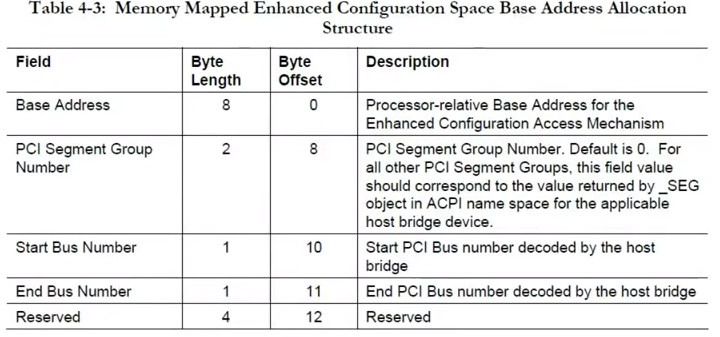 Table 4-3: Memory Mapped Enhanced Configuration Space Base Address Allocation
Structure
Field Byte Length Byte Offset Description
Base Address 8 0 Processor-relative Base Address for the
Enhanced Configuration Access Mechanism
PCI Segment Group Number 2 8 PCI Segment Group Number. Default is 0. For
all other PCI Segment Groups, this field value
should correspond to the value returned by _SEG
object in ACPI name space for the applicable
host bridge device.
Start Bus Number 1 10 Start PCI Bus number decoded by the host
bridge
End Bus Number 1 11 End PCI Bus number decoded by the host bridge
Reserved 4 12 Reserved